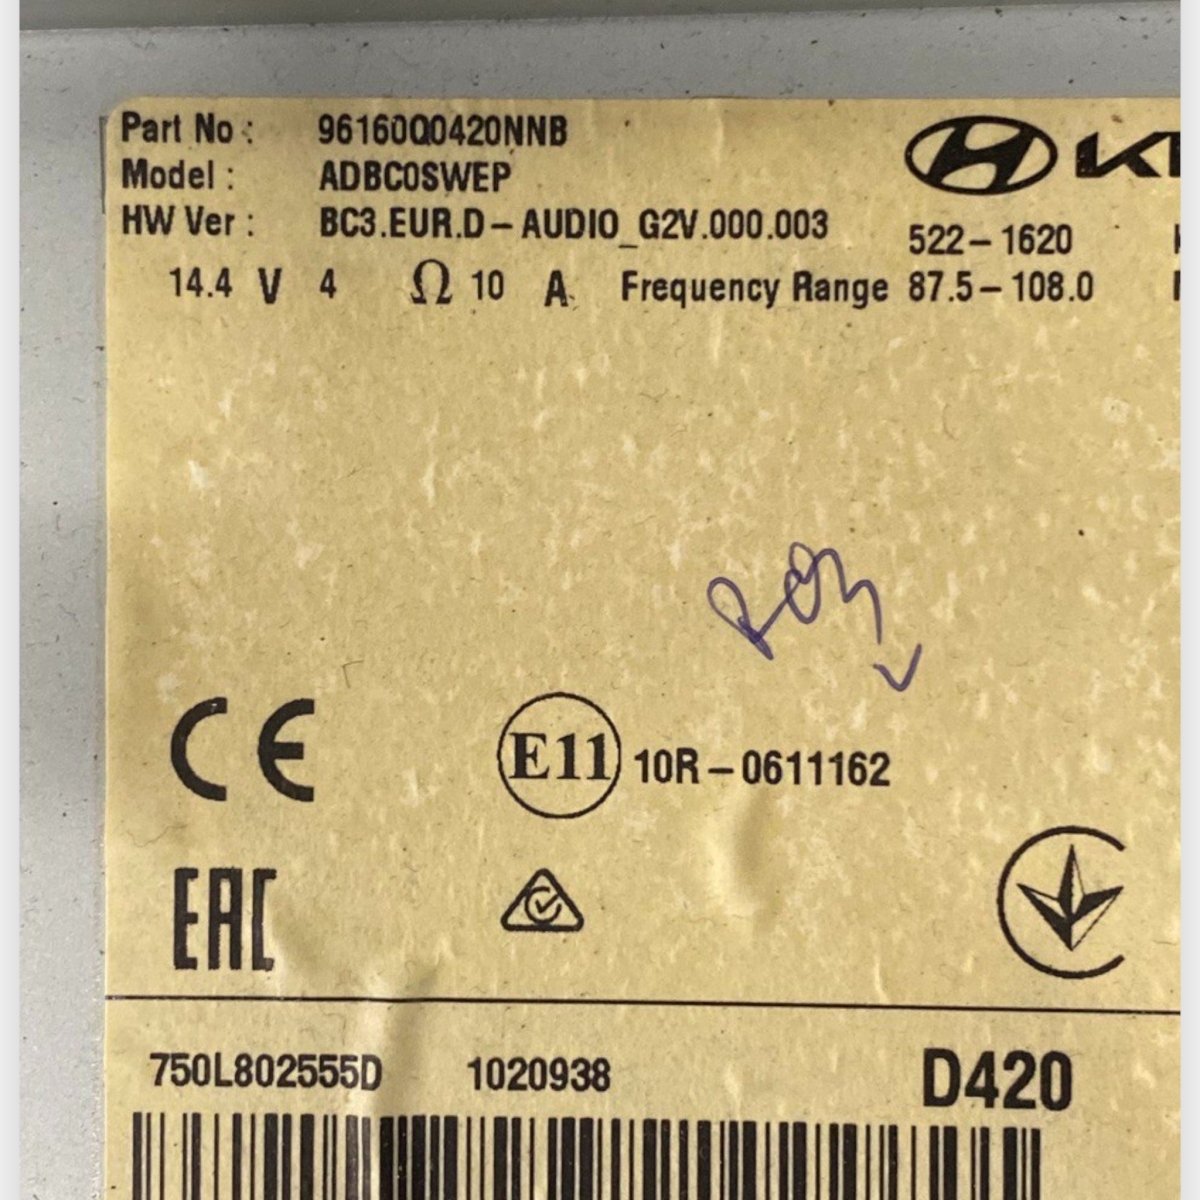 Part No : 96160Q0420NNB
Model : ADBC0SWEP
HW Ver : BC3.EUR.D-AUDIO_G2V.000.003
522-1620
14.4 V 4 Ω 10 A Frequency Range 87.5-108.0
CE
E11 10R-0611162
EAC
750L802555D 1020938 D420